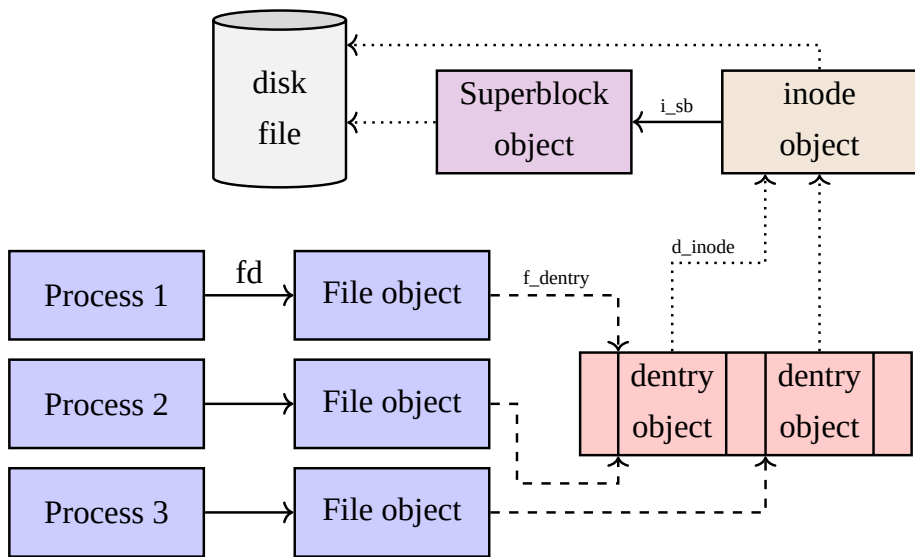 disk
file
Superblock
object
i_sb
inode
object
d_inode
Process 1
fd
File object
f_dentry
Process 2
File object
dentry
object
dentry
object
Process 3
File object